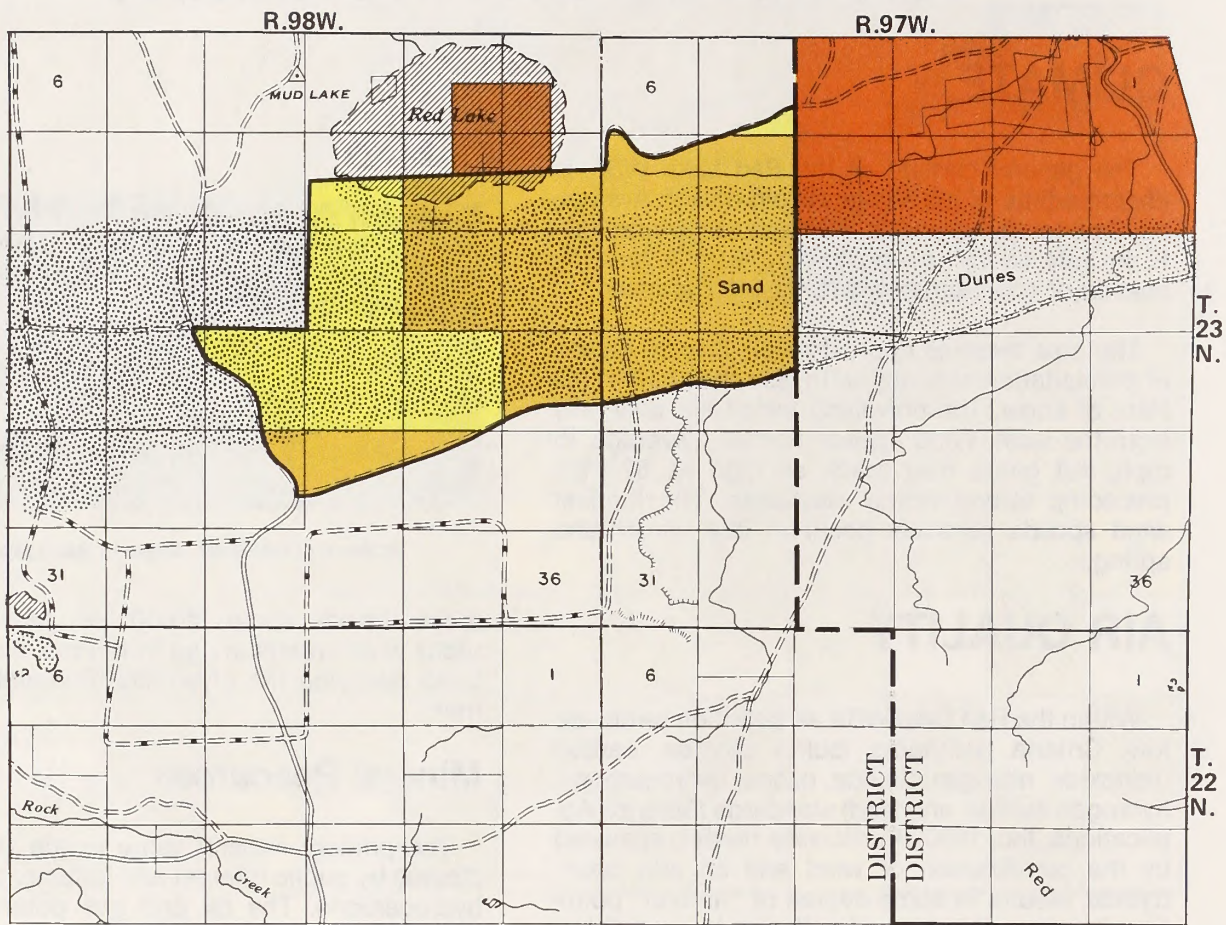 R.98W.
R.97W.
6
MUD LAKE
Red Lake
6
1
Sand
Dunes
T.
23
N.
31
36
31
36
6
1
6
1
T.
22
N.
Rock
Creek
DISTRICT
DISTRICT
Red